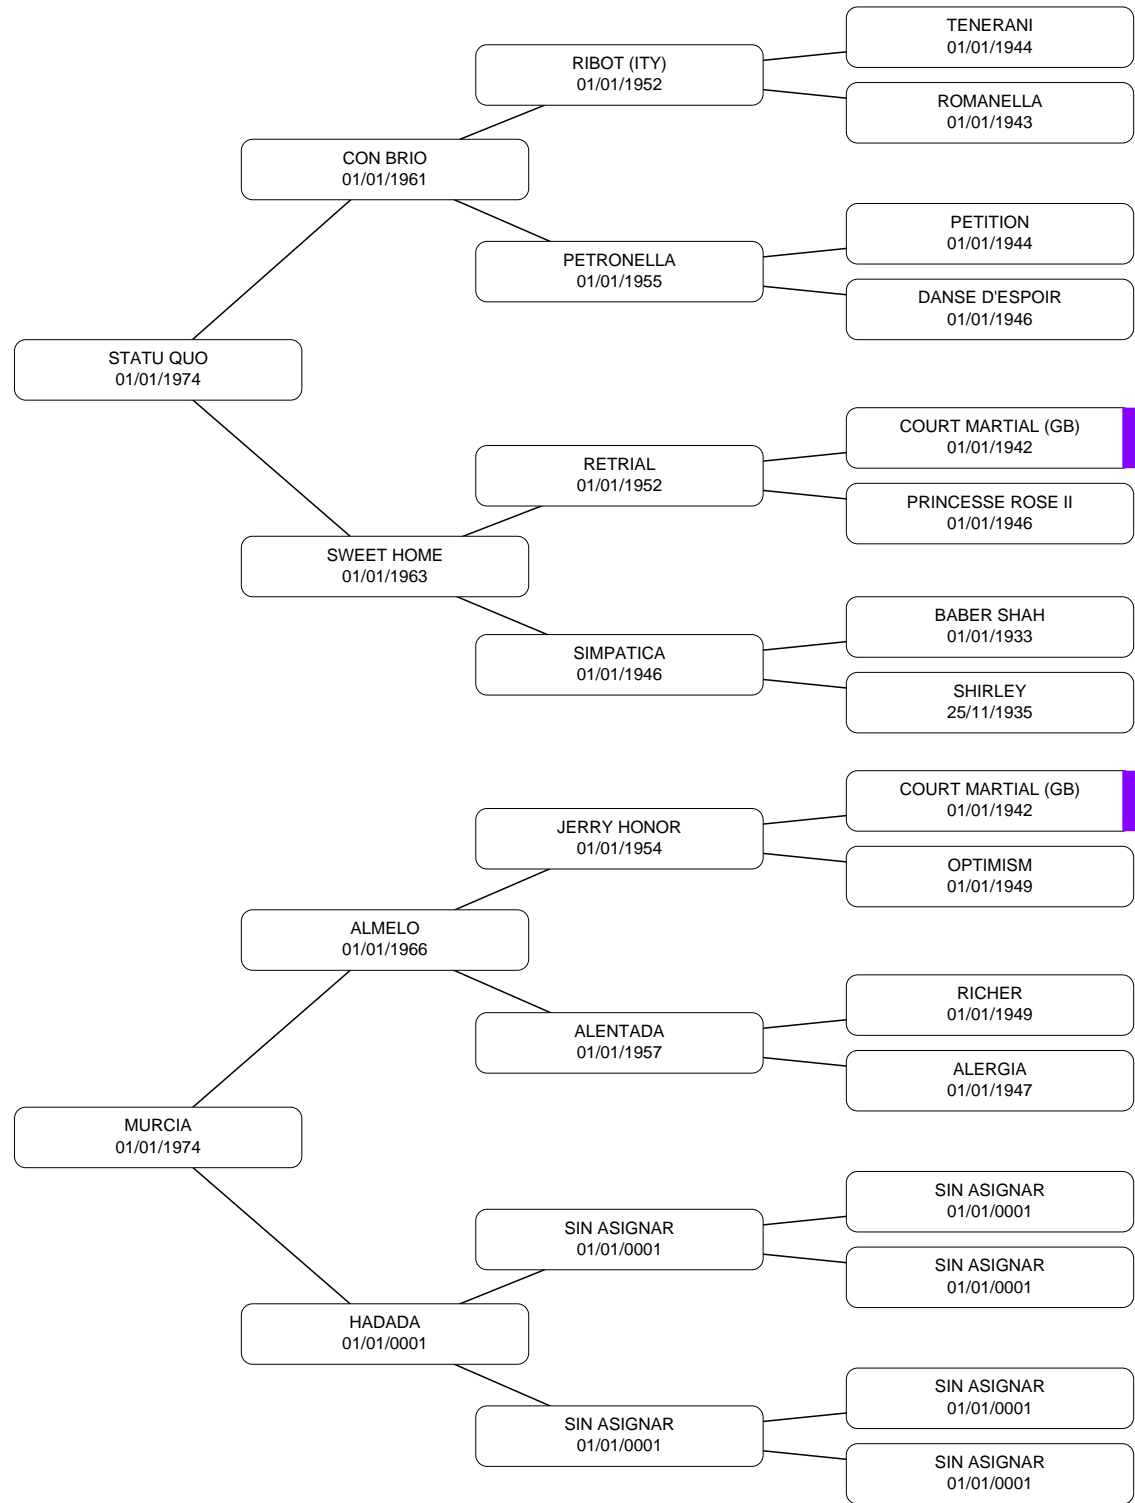 TENERANI
01/01/1944
RIBOT (ITY)
01/01/1952
ROMANELLA
01/01/1943
CON BRIO
01/01/1961
PETITION
01/01/1944
PETRONELLA
01/01/1955
DANSE D'ESPOIR
01/01/1946
STATU QUO
01/01/1974
COURT MARTIAL (GB)
01/01/1942
RETRIAL
01/01/1952
PRINCESSE ROSE II
01/01/1946
SWEET HOME
01/01/1963
BABER SHAH
01/01/1933
SIMPATICA
01/01/1946
SHIRLEY
25/11/1935
COURT MARTIAL (GB)
01/01/1942
JERRY HONOR
01/01/1954
OPTIMISM
01/01/1949
ALMELO
01/01/1966
RICHER
01/01/1949
ALENTADA
01/01/1957
ALERGIA
01/01/1947
MURCIA
01/01/1974
SIN ASIGNAR
01/01/0001
SIN ASIGNAR
01/01/0001
SIN ASIGNAR
01/01/0001
HADADA
01/01/0001
SIN ASIGNAR
01/01/0001
SIN ASIGNAR
01/01/0001
SIN ASIGNAR
01/01/0001